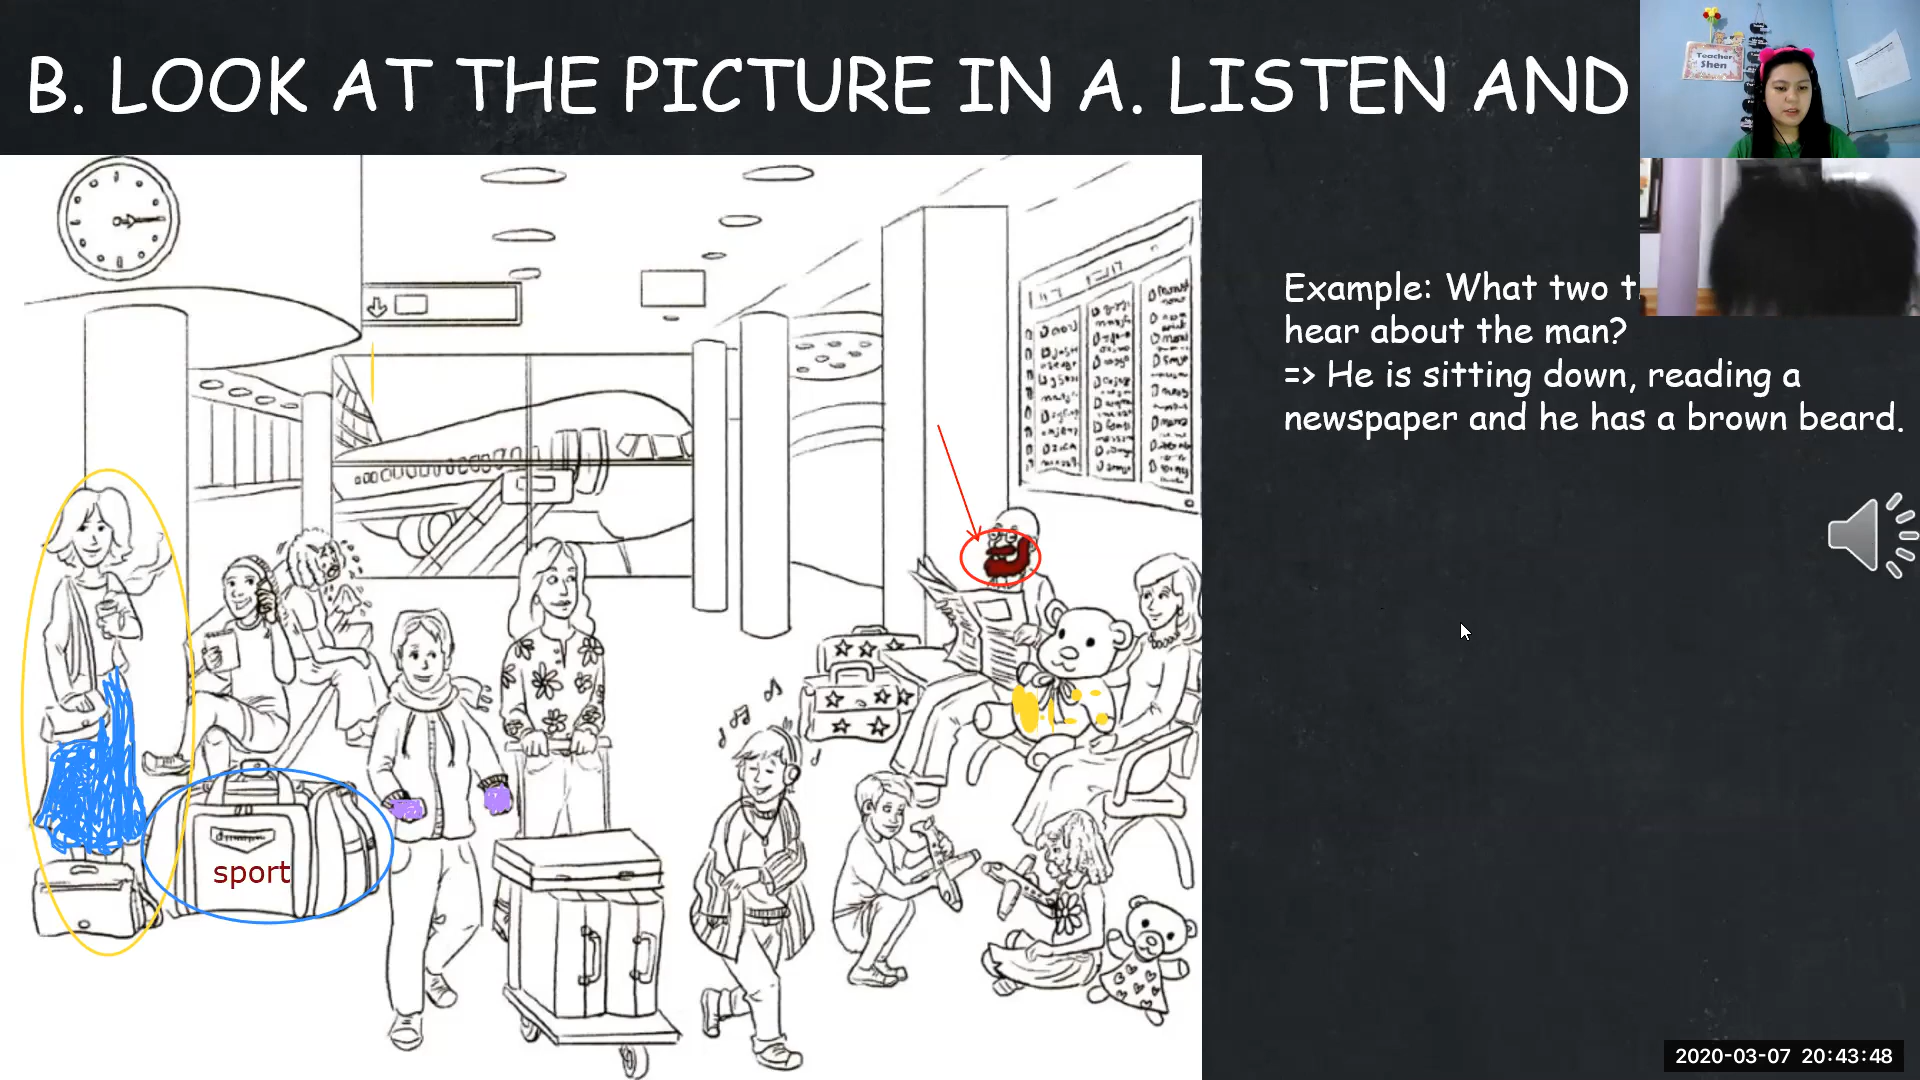 B. LOOK AT THE PICTURE IN A. LISTEN AND
Teacher
Shen
Example: What two t
hear about the man?
=> He is sitting down, reading a
newspaper and he has a brown beard.
sport
2020-03-07 20:43:48